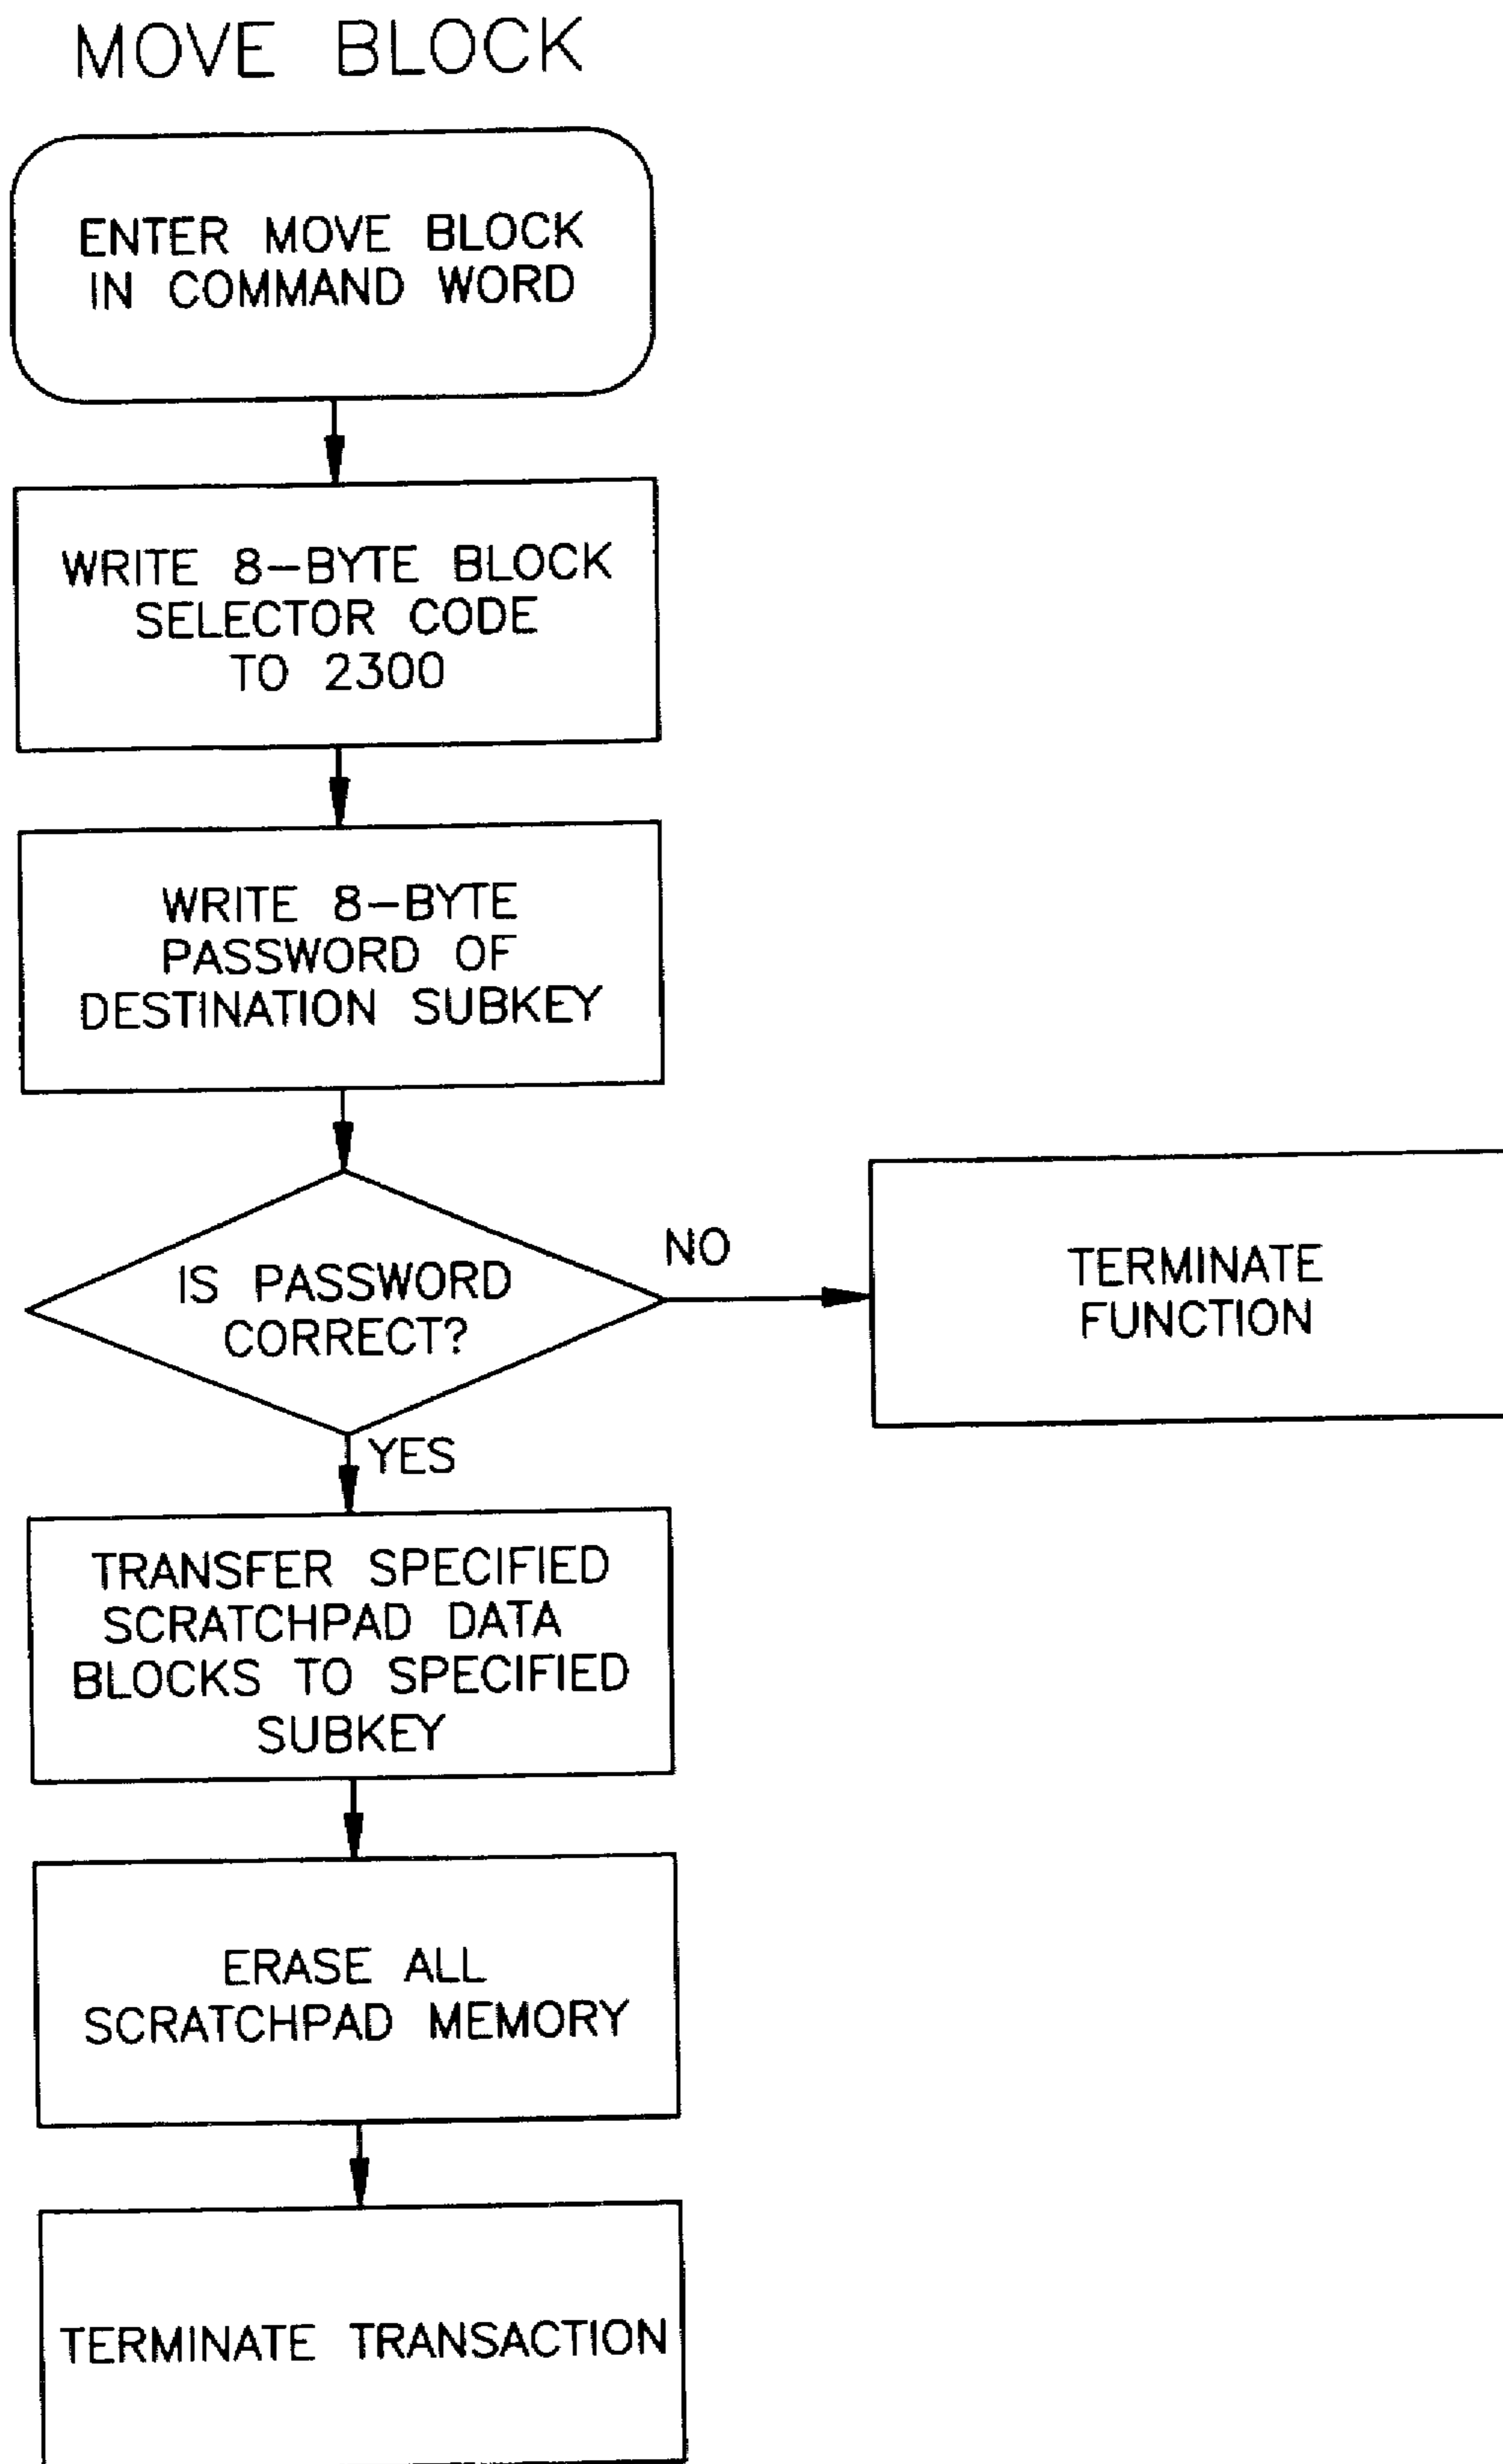 MOVE BLOCK
ENTER MOVE BLOCK
IN COMMAND WORD
WRITE 8-BYTE BLOCK
SELECTOR CODE
TO 2300
WRITE 8-BYTE
PASSWORD OF
DESTINATION SUBKEY
IS PASSWORD
CORRECT?
NO
TERMINATE
FUNCTION
YES
TRANSFER SPECIFIED
SCRATCHPAD DATA
BLOCKS TO SPECIFIED
SUBKEY
ERASE ALL
SCRATCHPAD MEMORY
TERMINATE TRANSACTION